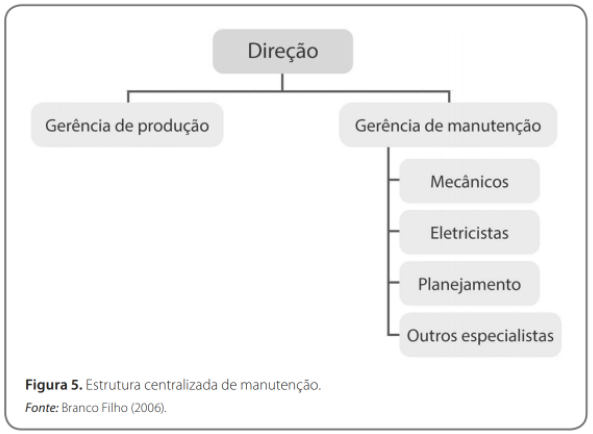 Direção
Gerência de produção
Gerência de manutenção
Mecânicos
Eletricistas
Planejamento
Outros especialistas
Figura 5. Estrutura centralizada de manutenção.
Fonte: Branco Filho (2006).